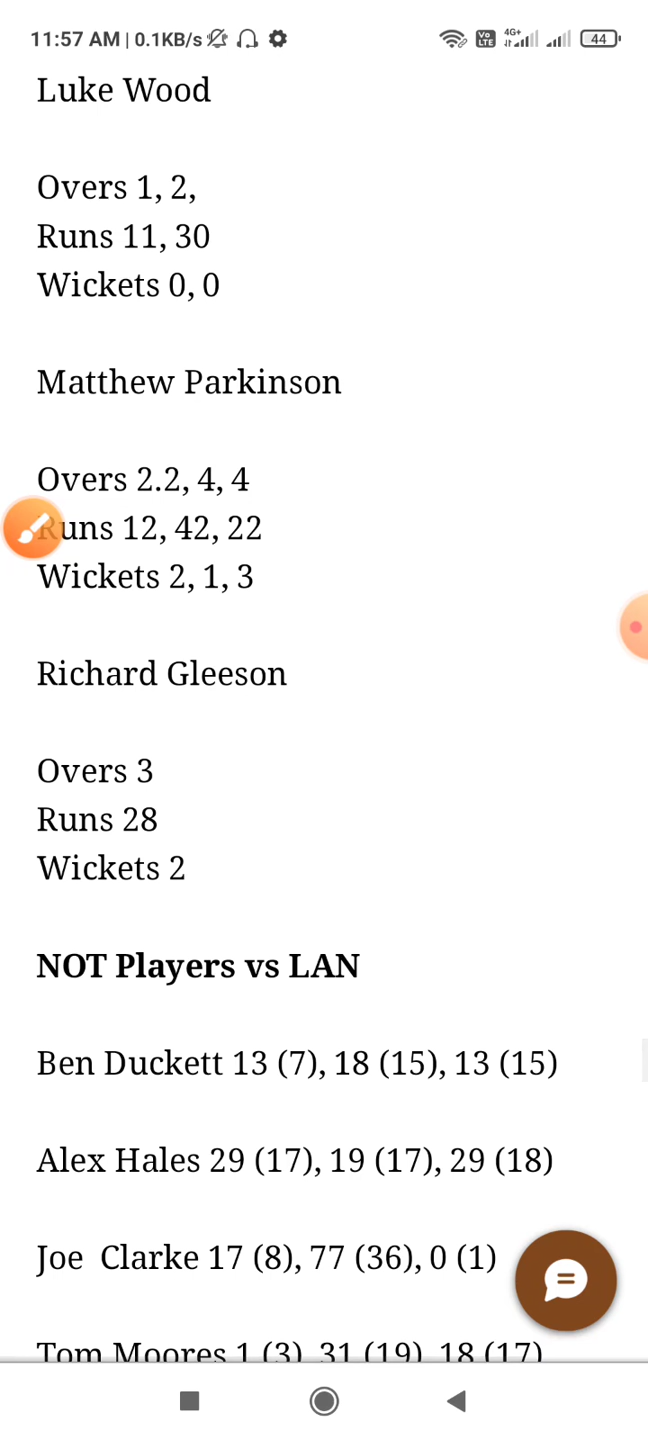 11:57 AM | 0.1KB/s
Vo LTE 4G+ 44
Luke Wood
Overs 1, 2,
Runs 11, 30
Wickets 0, 0
Matthew Parkinson
Overs 2.2, 4, 4
Runs 12, 42, 22
Wickets 2, 1, 3
Richard Gleeson
Overs 3
Runs 28
Wickets 2
NOT Players vs LAN
Ben Duckett 13 (7), 18 (15), 13 (15)
Alex Hales 29 (17), 19 (17), 29 (18)
Joe  Clarke 17 (8), 77 (36), 0 (1)
Tom Moores 1 (3), 31 (19), 18 (17)